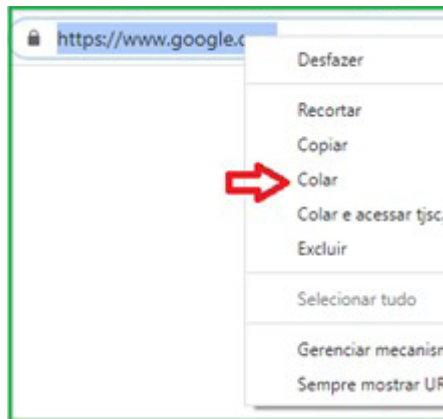 https://www.google.c
Desfazer
Recortar
Copiar
Colar
Colar e acessar tjsc.
Excluir
Selecionar tudo
Gerenciar mecanism
Sempre mostrar UR